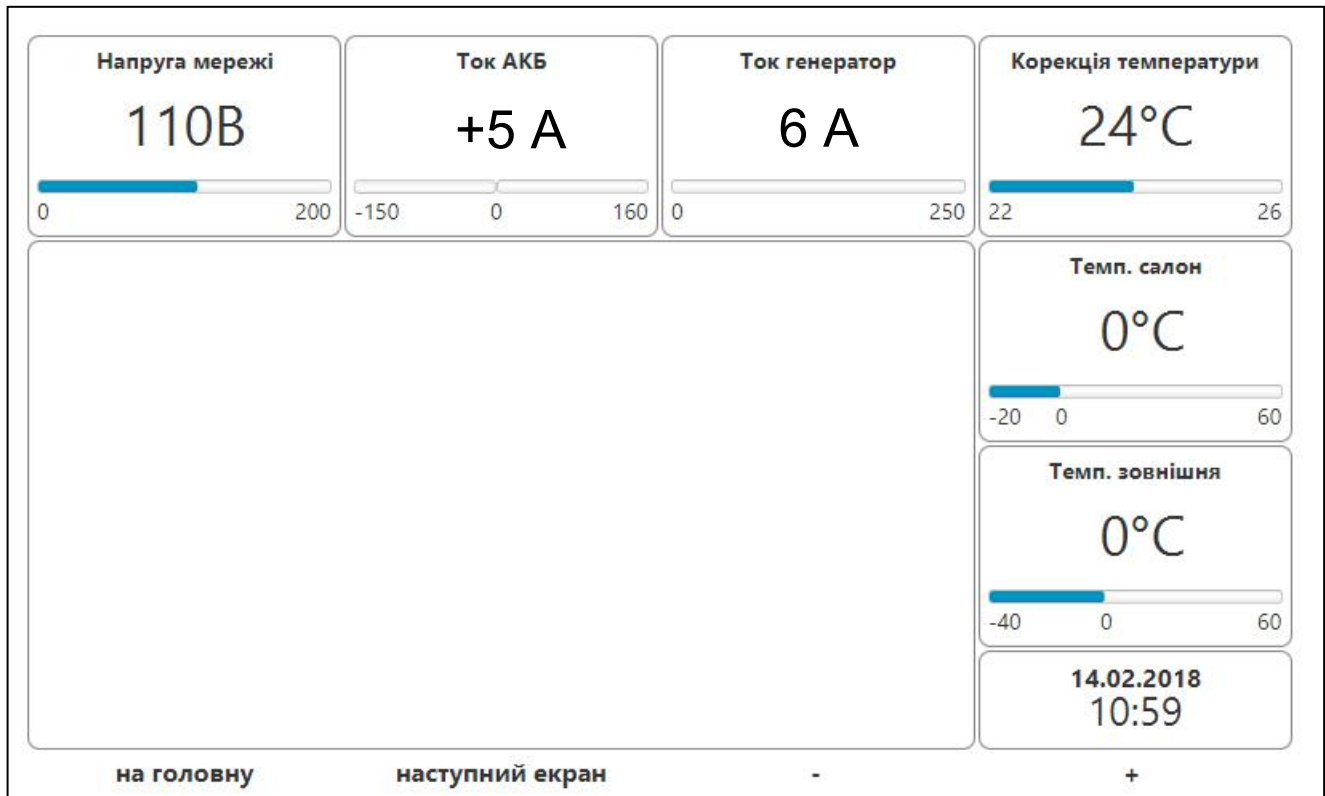 Напруга мережі
110В
0 200
Ток АКБ
+5 А
-150 0 160
Ток генератор
6 А
0 250
Корекція температури
24°C
22 26
Темп. салон
0°C
-20 0 60
Темп. зовнішня
0°C
-40 0 60
14.02.2018
10:59
на головну наступний екран - +